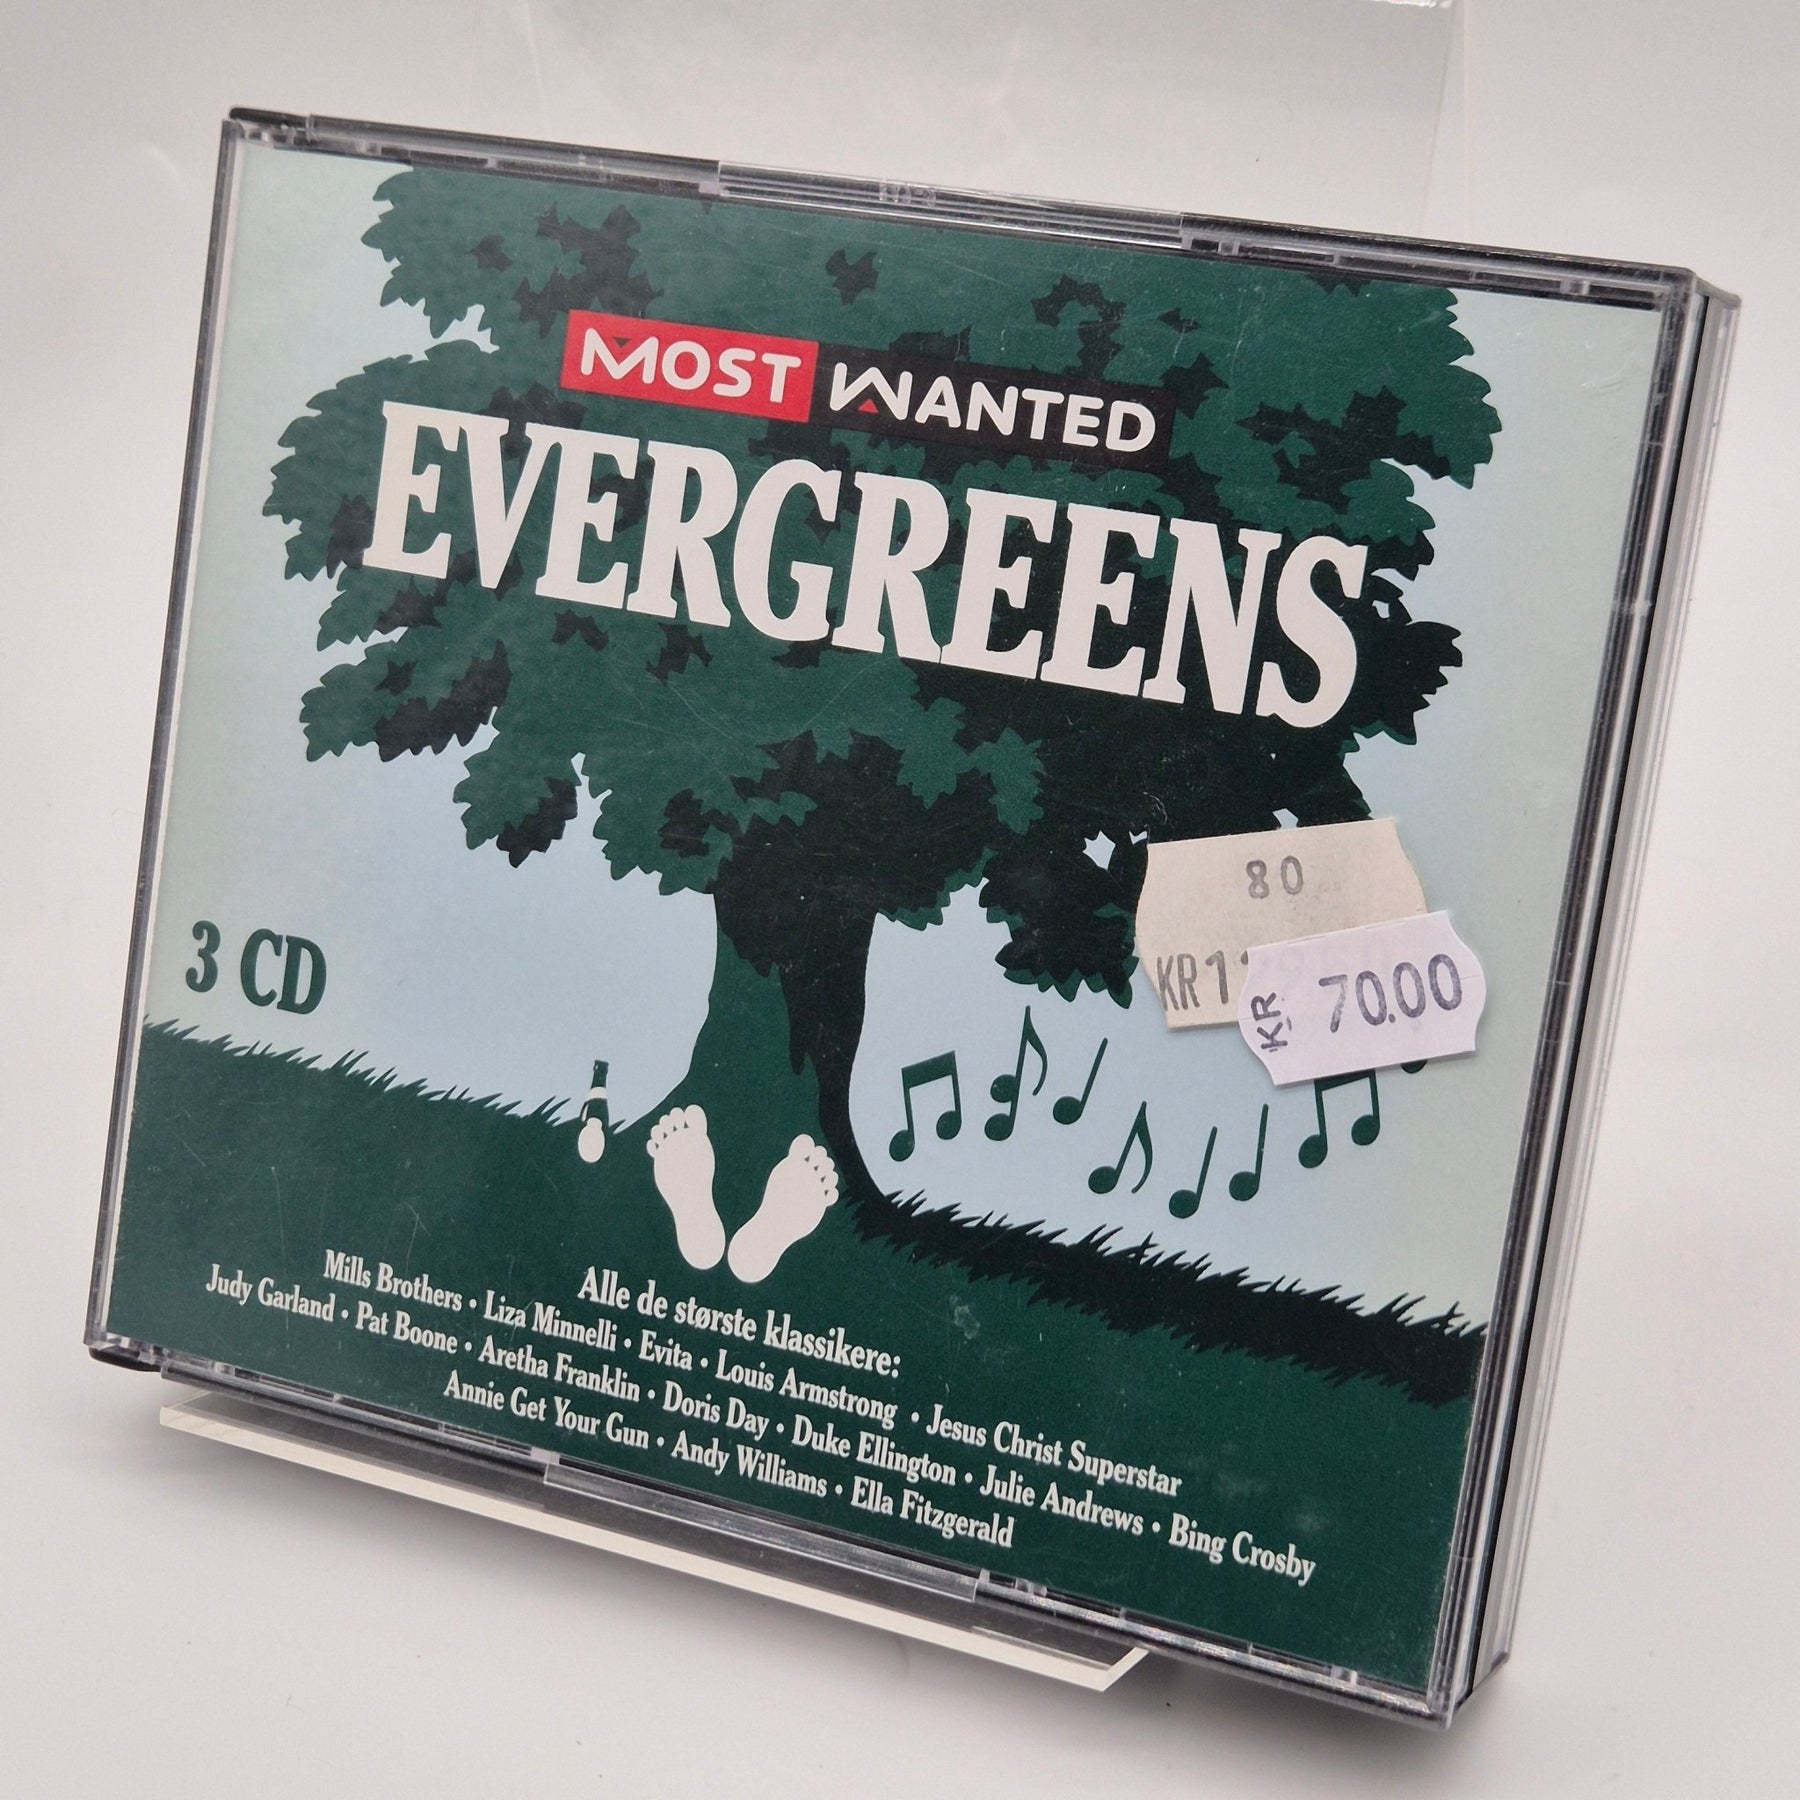 MOST WANTED
EVERGREENS
80
KR 1
KR. 70.00
3 CD
Alle de største klassikere:
Mills Brothers • Liza Minnelli • Evita • Louis Armstrong • Jesus Christ Superstar
Judy Garland • Pat Boone • Aretha Franklin • Doris Day • Duke Ellington • Julie Andrews • Bing Crosby
Annie Get Your Gun • Andy Williams • Ella Fitzgerald